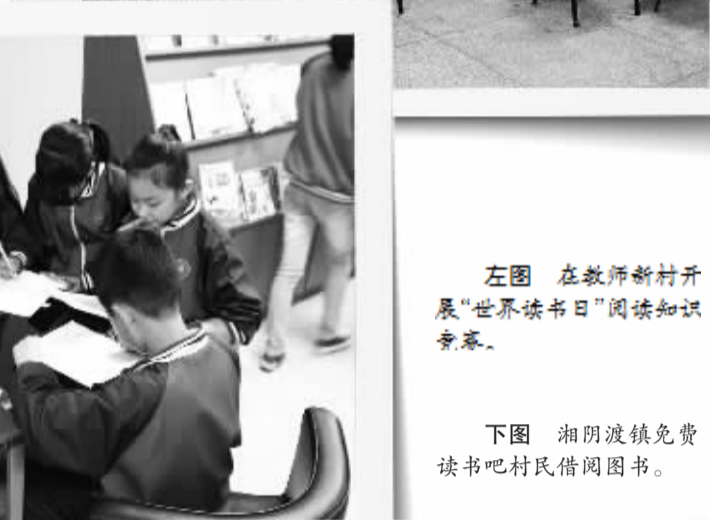 左图 在教师新村开
展“世界读书日”阅读知识
竞赛。
下图 湘阴渡镇免费
读书吧村民借阅图书。